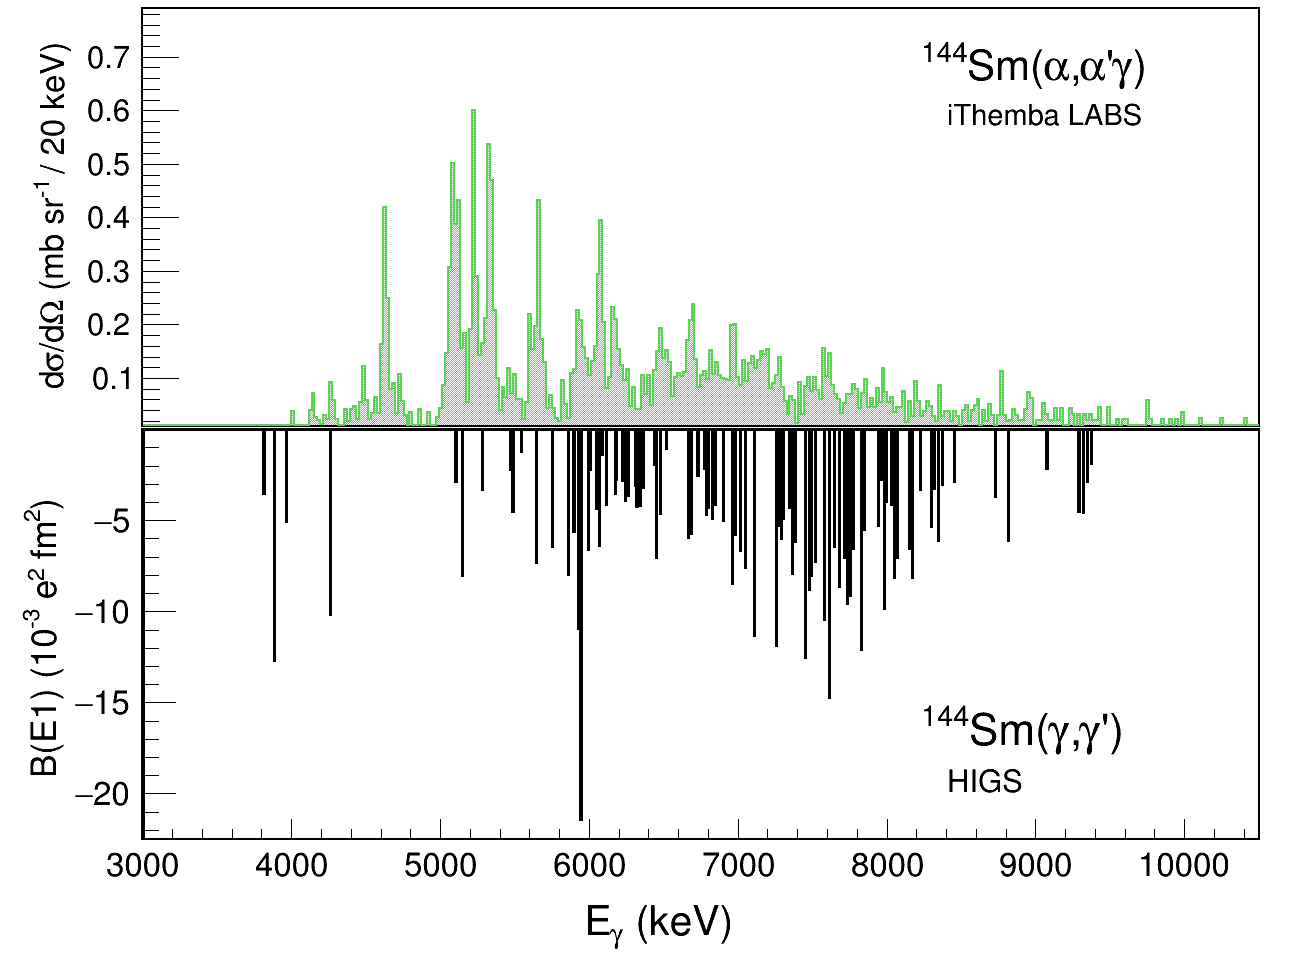 dσ/dΩ (mb sr⁻¹ / 20 keV)
0.7
0.6
0.5
0.4
0.3
0.2
0.1
¹⁴⁴Sm(α,α'γ)
iThemba LABS
B(E1) (10⁻³ e² fm²)
−5
−10
−15
−20
¹⁴⁴Sm(γ,γ')
HIGS
3000 4000 5000 6000 7000 8000 9000 10000
Eᵧ (keV)